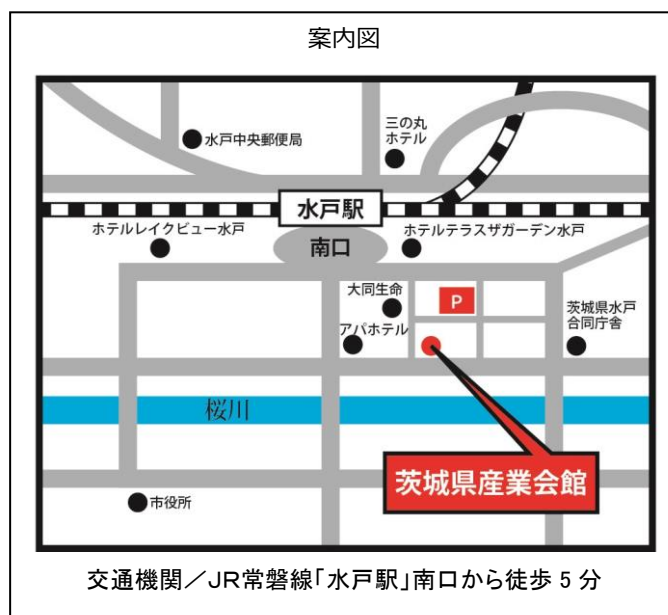 案内図
水戸中央郵便局
三の丸
ホテル
水戸駅
ホテルレイクビュー水戸
南口
ホテルテラスザガーデン水戸
大同生命
P
アパホテル
茨城県水戸
合同庁舎
桜川
茨城県産業会館
市役所
交通機関／JR常磐線「水戸駅」南口から徒歩 5 分